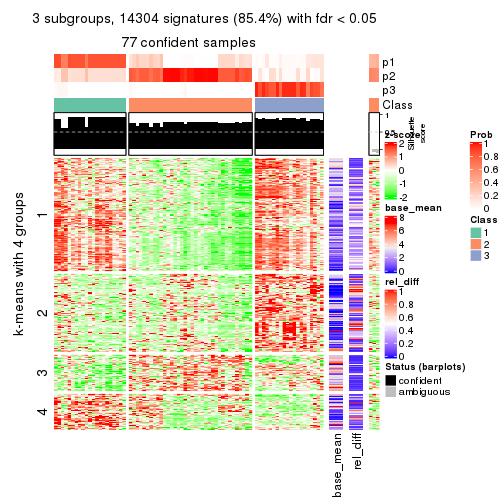 3 subgroups, 14304 signatures (85.4%) with fdr < 0.05
77 confident samples
p1
p2
p3
Class
1
0.5
0
Silhouette
score
k-means with 4 groups
1
2
3
4
base_mean
rel_diff
z-score
2
1
0
-1
-2
base_mean
8
6
4
2
0
rel_diff
1
0.8
0.6
0.4
0.2
0
Status (barplots)
confident
ambiguous
Prob
1
0.8
0.6
0.4
0.2
0
Class
1
2
3